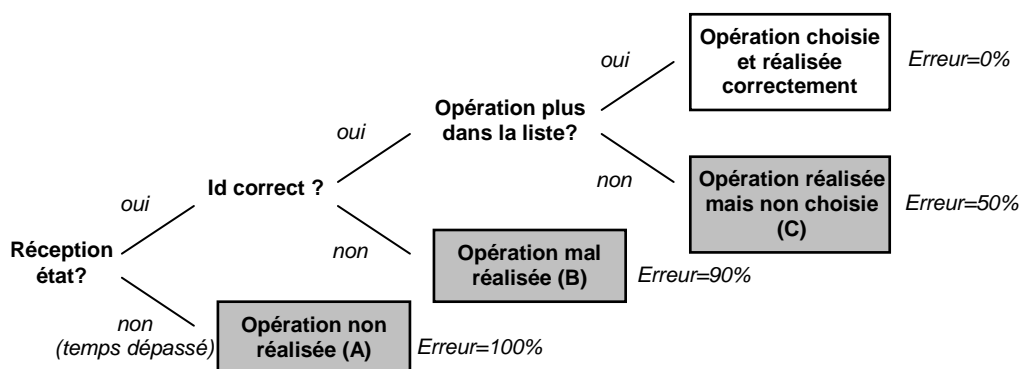 Opération choisie
et réalisée
correctement
Erreur=0%
oui
Opération plus
dans la liste?
oui
non
Opération réalisée
mais non choisie
(C)
Erreur=50%
Id correct ?
oui
non
Opération mal
réalisée (B)
Erreur=90%
Réception
état?
non
(temps dépassé)
Opération non
réalisée (A)
Erreur=100%